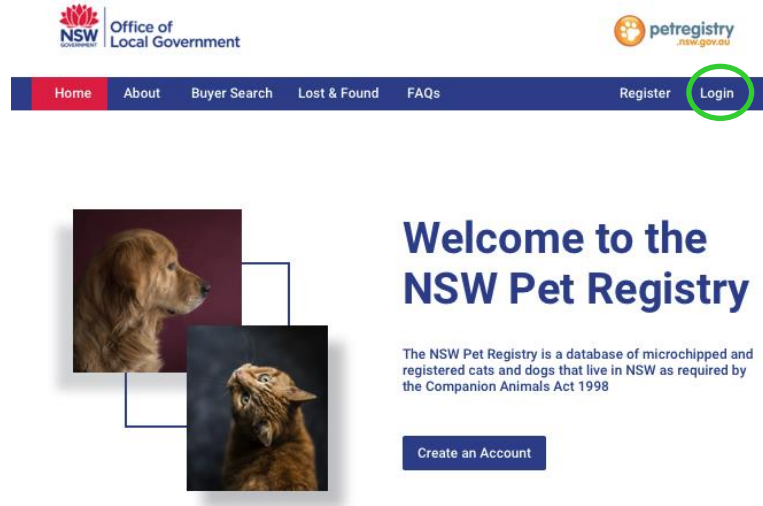 NSW
GOVERNMENT
Office of
Local Government
petregistry
.nsw.gov.au
Home About Buyer Search Lost & Found FAQs Register Login
Welcome to the
NSW Pet Registry
The NSW Pet Registry is a database of microchipped and
registered cats and dogs that live in NSW as required by
the Companion Animals Act 1998
Create an Account